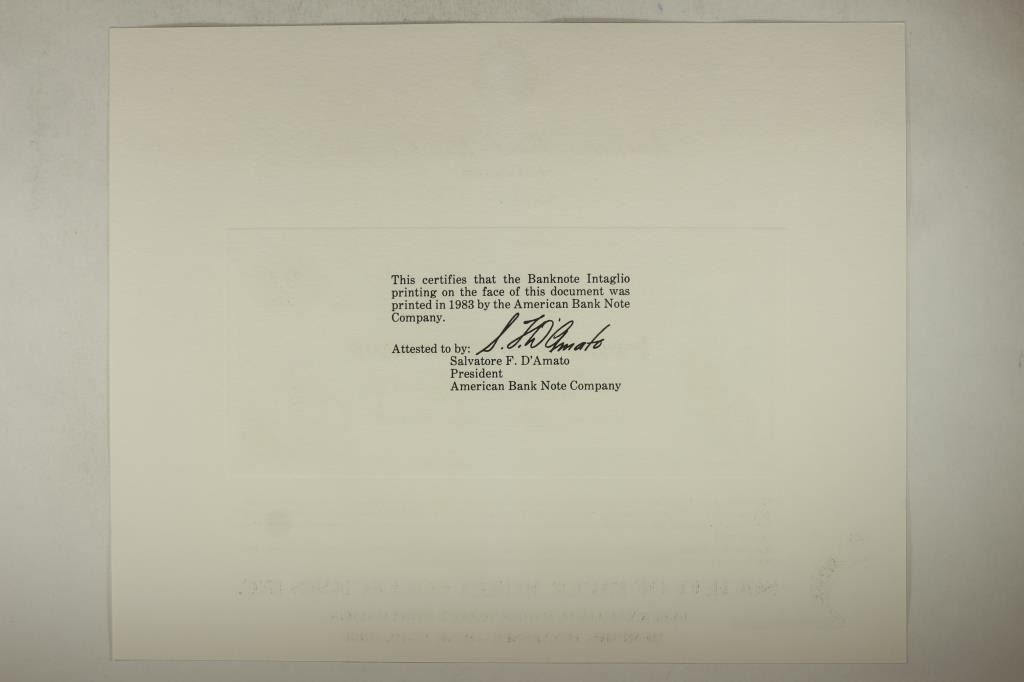 This certifies that the Banknote Intaglio
printing on the face of this document was
printed in 1983 by the American Bank Note
Company.
Attested to by: S. F. D'Amato
Salvatore F. D'Amato
President
American Bank Note Company